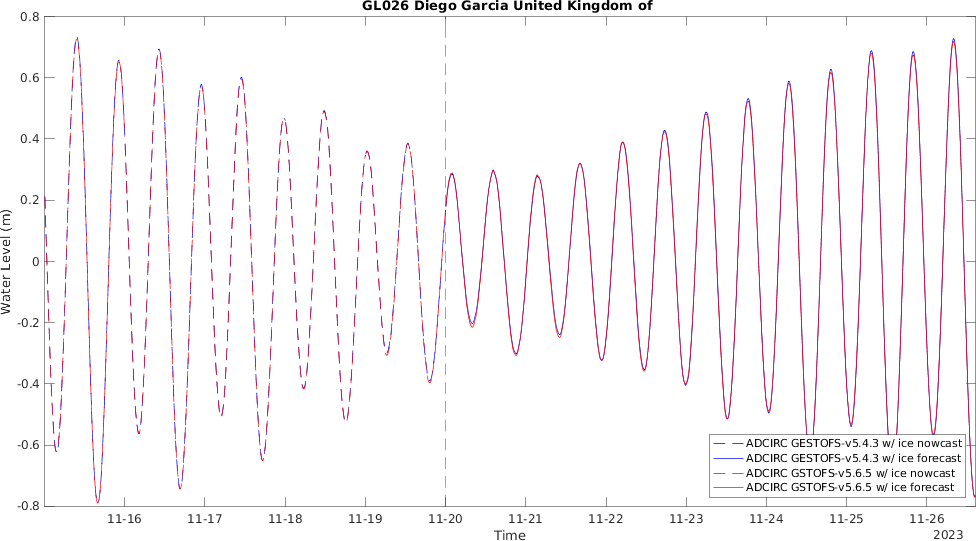 GL026 Diego Garcia United Kingdom of
0.8
0.6
0.4
0.2
0
-0.2
-0.4
-0.6
-0.8
Water Level (m)
ADCIRC GESTOFS-v5.4.3 w/ ice nowcast
ADCIRC GESTOFS-v5.4.3 w/ ice forecast
ADCIRC GSTOFS-v5.6.5 w/ ice nowcast
ADCIRC GSTOFS-v5.6.5 w/ ice forecast
11-16 11-17 11-18 11-19 11-20 11-21 11-22 11-23 11-24 11-25 11-26
Time
2023